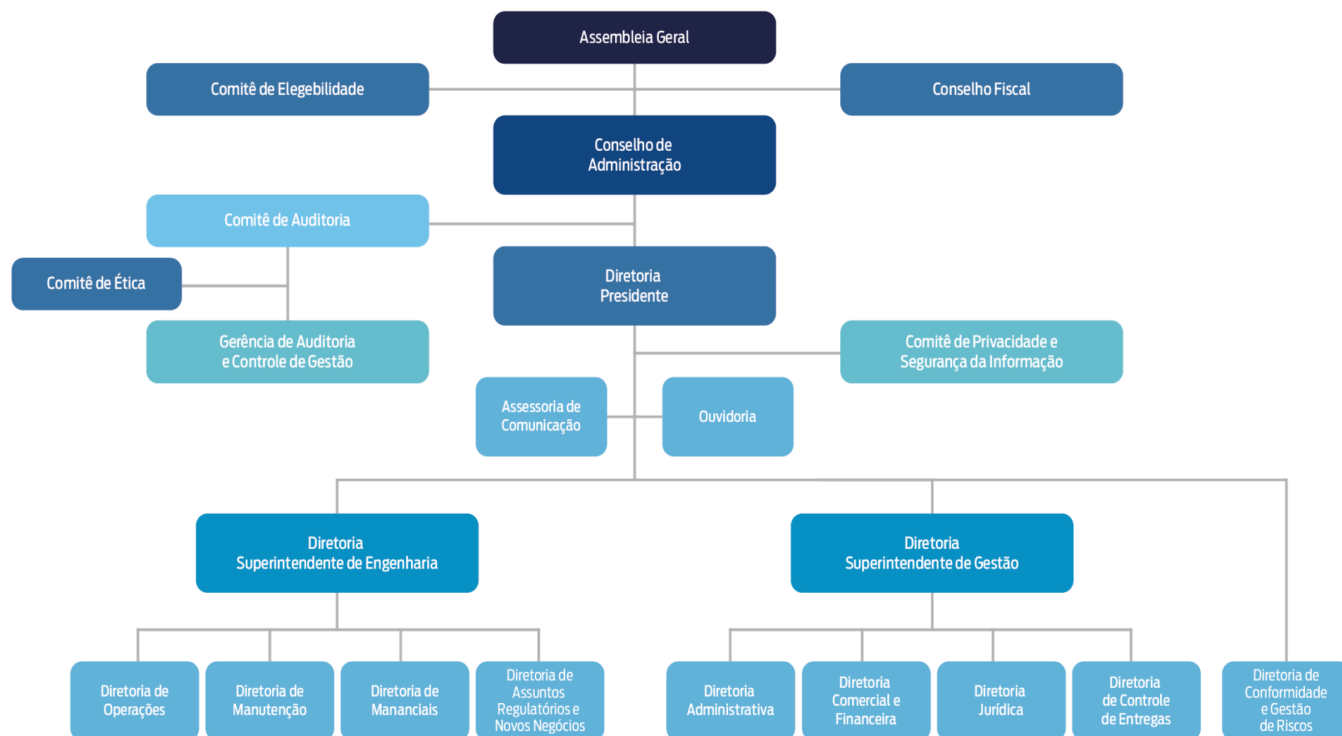 Assembleia Geral
Comitê de Elegebilidade
Conselho Fiscal
Conselho de
Administração
Comitê de Auditoria
Comitê de Ética
Diretoria
Presidente
Gerência de Auditoria
e Controle de Gestão
Comitê de Privacidade e
Segurança da Informação
Assessoria de
Comunicação
Ouvidoria
Diretoria
Superintendente de Engenharia
Diretoria
Superintendente de Gestão
Diretoria de
Operações
Diretoria de
Manutenção
Diretoria de
Mananciais
Diretoria de
Assuntos
Regulatórios e
Novos Negócios
Diretoria
Administrativa
Diretoria
Comercial e
Financeira
Diretoria
Jurídica
Diretoria
de Controle
de Entregas
Diretoria de
Conformidade
e Gestão
de Riscos